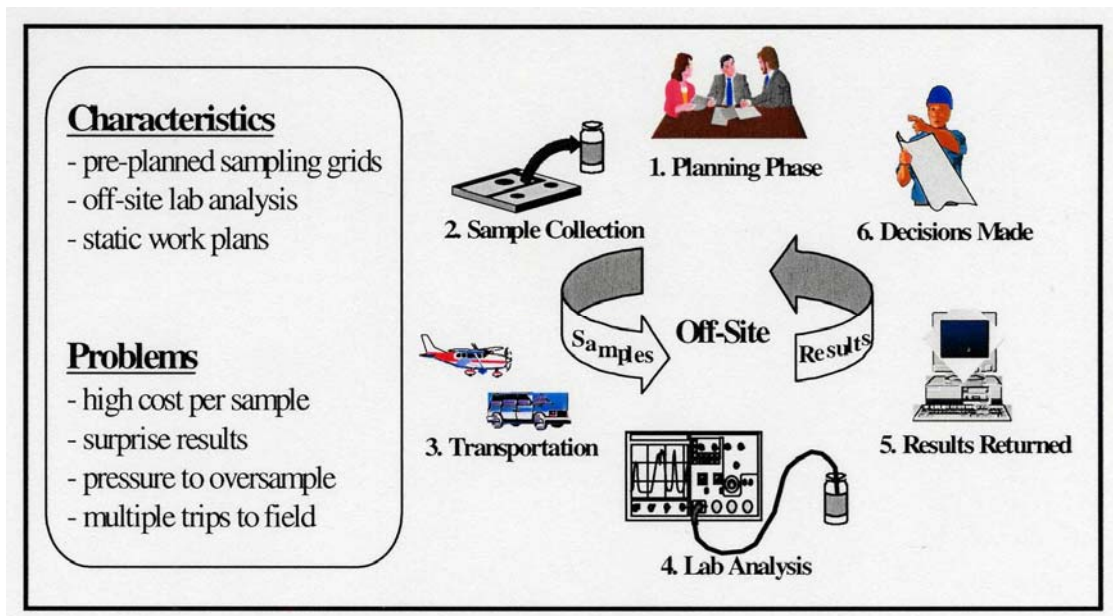 Characteristics
- pre-planned sampling grids
- off-site lab analysis
- static work plans
Problems
- high cost per sample
- surprise results
- pressure to oversample
- multiple trips to field
1. Planning Phase
2. Sample Collection
6. Decisions Made
Samples
Off-Site
Results
3. Transportation
5. Results Returned
4. Lab Analysis